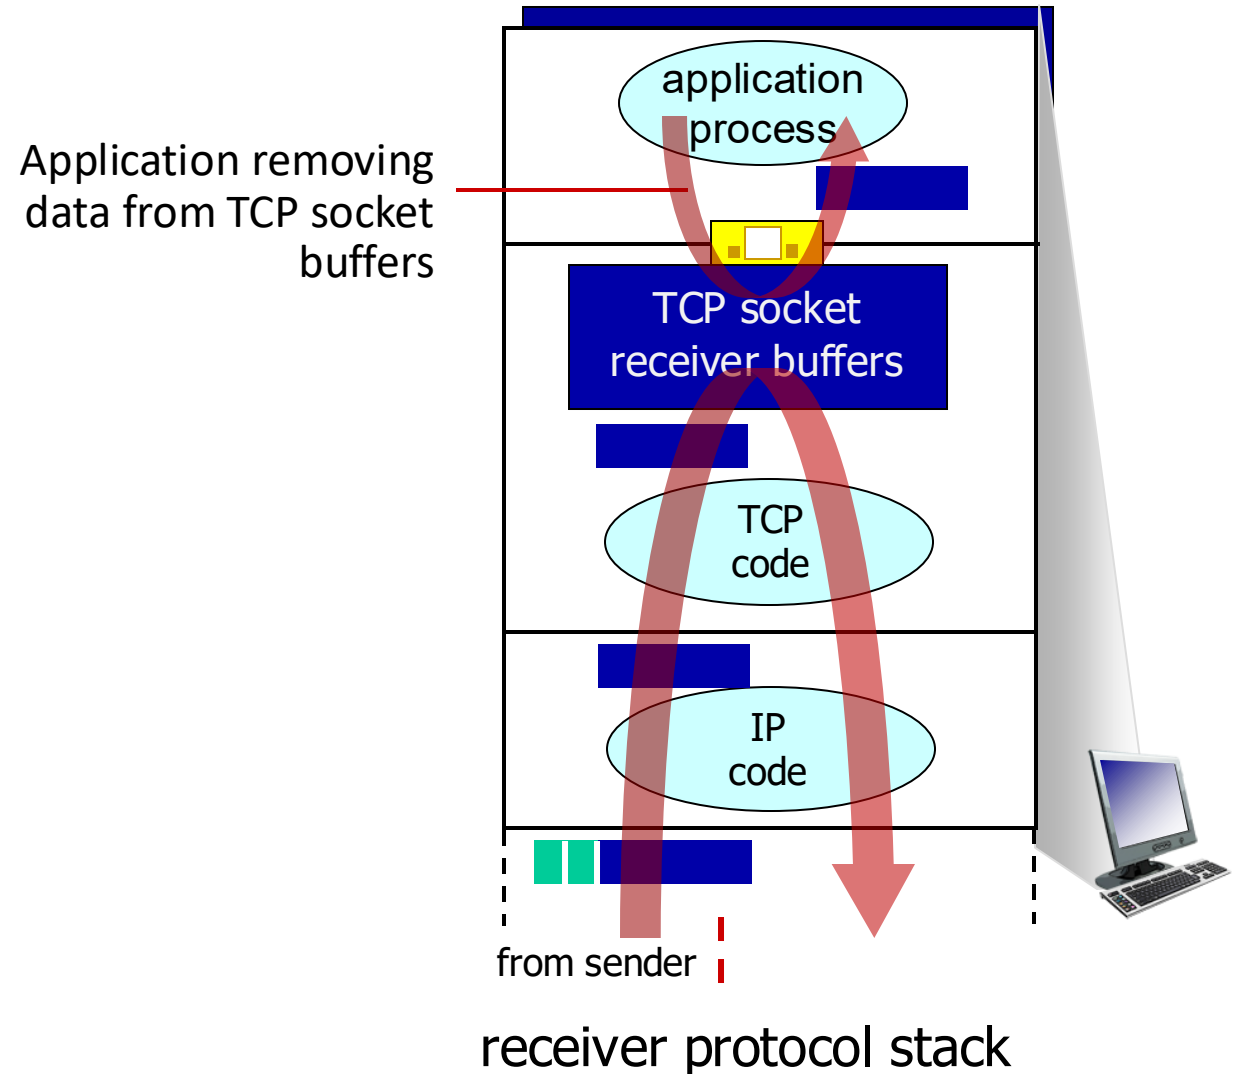 application
process
Application removing
data from TCP socket
buffers
TCP socket
receiver buffers
TCP
code
IP
code
from sender
receiver protocol stack